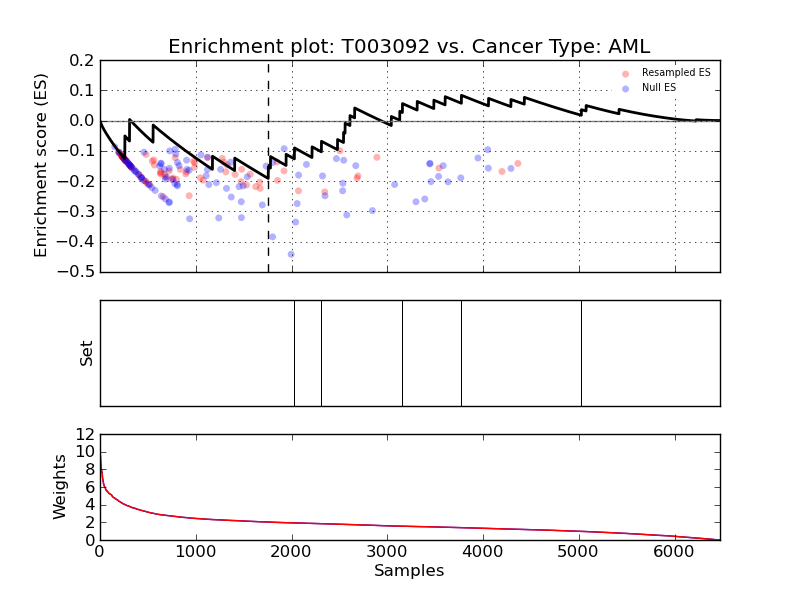 Enrichment plot: T003092 vs. Cancer Type: AML
Enrichment score (ES)
0.2
0.1
0.0
−0.1
−0.2
−0.3
−0.4
−0.5
Resampled ES
Null ES
Set
Weights
12
10
8
6
4
2
0
0 1000 2000 3000 4000 5000 6000
Samples